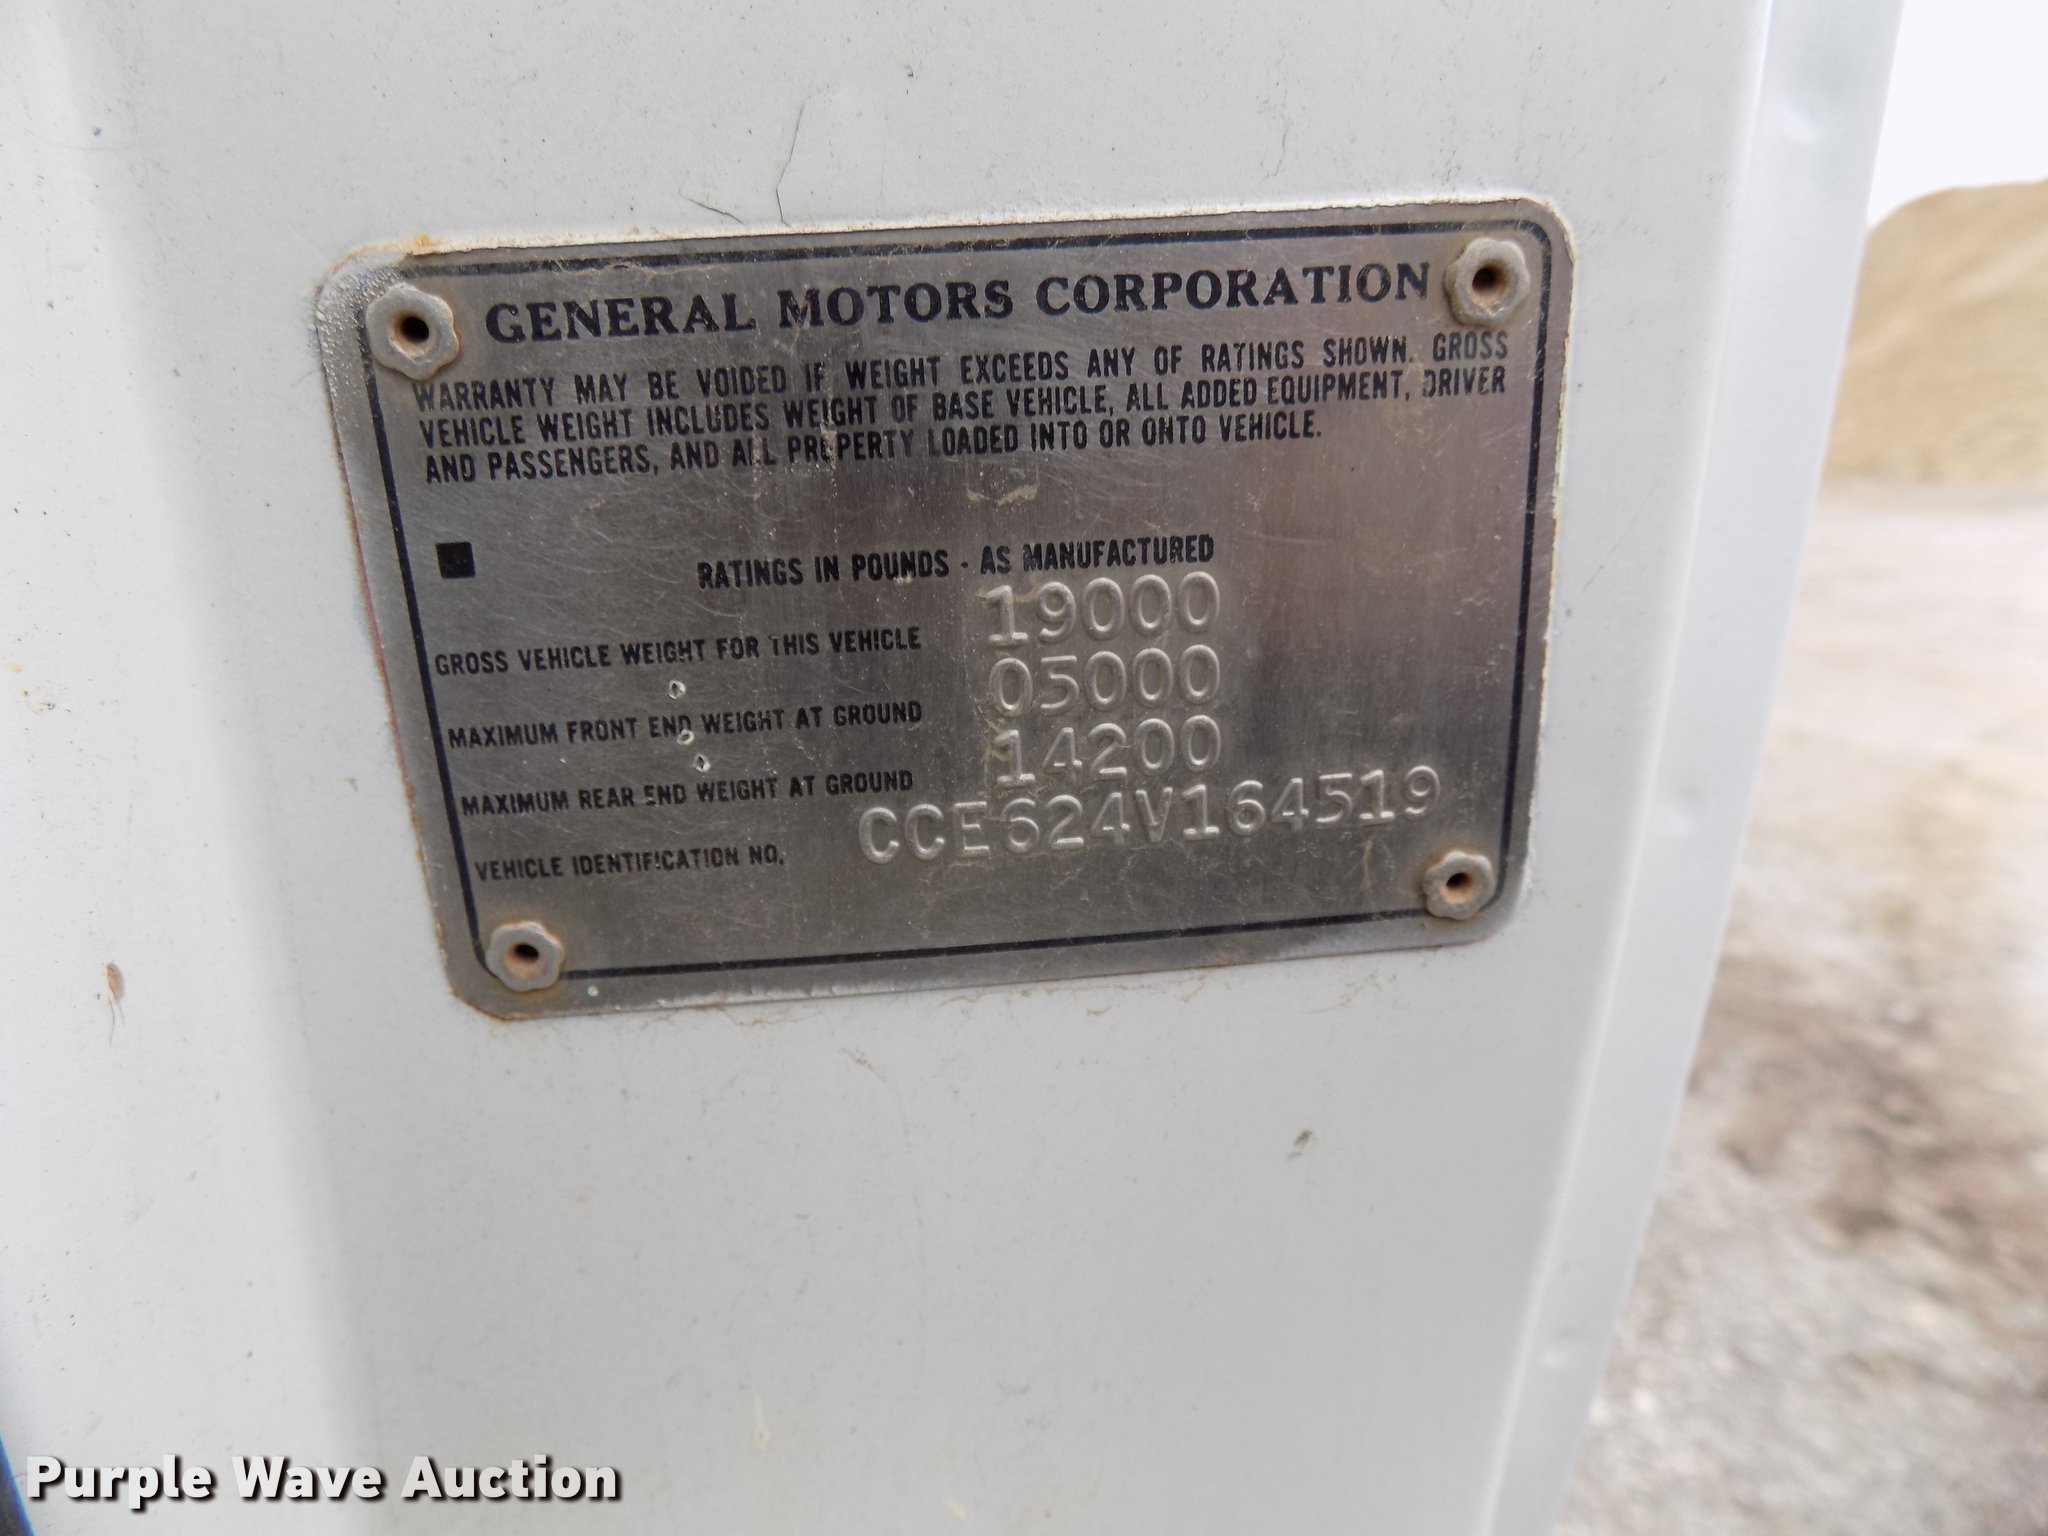 GENERAL MOTORS CORPORATION
WARRANTY MAY BE VOIDED IF WEIGHT EXCEEDS ANY OF RATINGS SHOWN. GROSS
VEHICLE WEIGHT INCLUDES WEIGHT OF BASE VEHICLE, ALL ADDED EQUIPMENT, DRIVER
AND PASSENGERS, AND ALL PROPERTY LOADED INTO OR ONTO VEHICLE.
RATINGS IN POUNDS - AS MANUFACTURED
GROSS VEHICLE WEIGHT FOR THIS VEHICLE 19000
MAXIMUM FRONT END WEIGHT AT GROUND 05000
MAXIMUM REAR END WEIGHT AT GROUND 14200
VEHICLE IDENTIFICATION NO. CCE624V164519
Purple Wave Auction